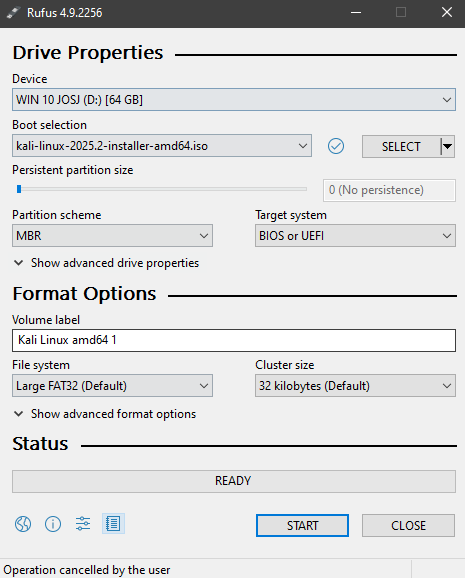 Rufus 4.9.2256
Drive Properties
Device
WIN 10 JOSJ (D:) [64 GB]
Boot selection
kali-linux-2025.2-installer-amd64.iso
SELECT
Persistent partition size
0 (No persistence)
Partition scheme
Target system
MBR
BIOS or UEFI
Show advanced drive properties
Format Options
Volume label
Kali Linux amd64 1
File system
Cluster size
Large FAT32 (Default)
32 kilobytes (Default)
Show advanced format options
Status
READY
START
CLOSE
Operation cancelled by the user